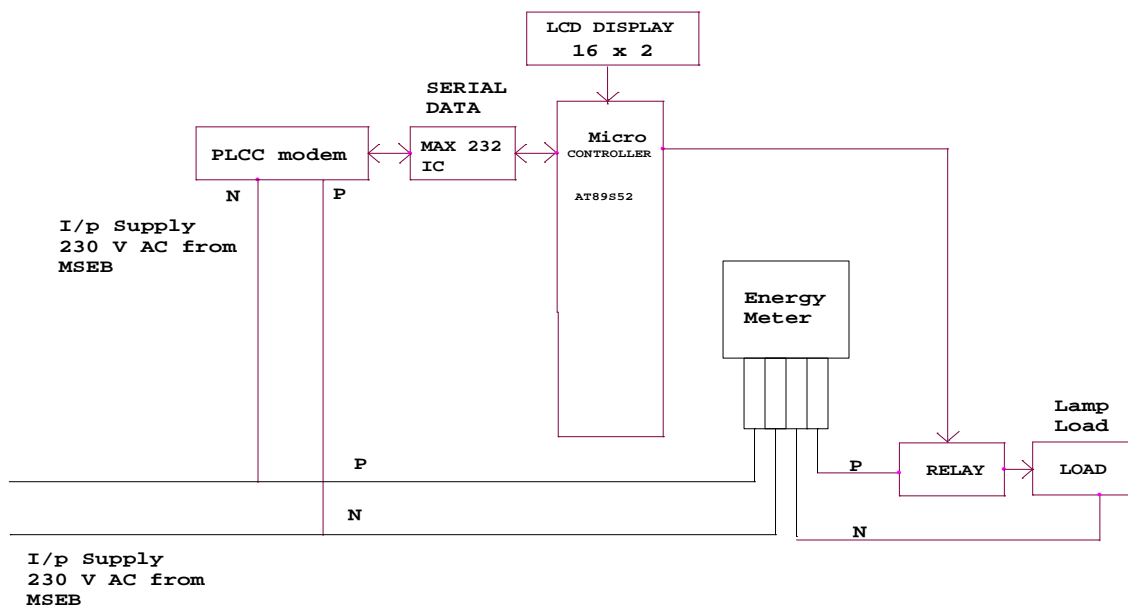 LCD DISPLAY
16 x 2
SERIAL
DATA
PLCC modem
MAX 232
IC
Micro
CONTROLLER
AT89S52
N
P
I/p Supply
230 V AC from
MSEB
Energy
Meter
Lamp
Load
P
P
RELAY
LOAD
N
N
I/p Supply
230 V AC from
MSEB